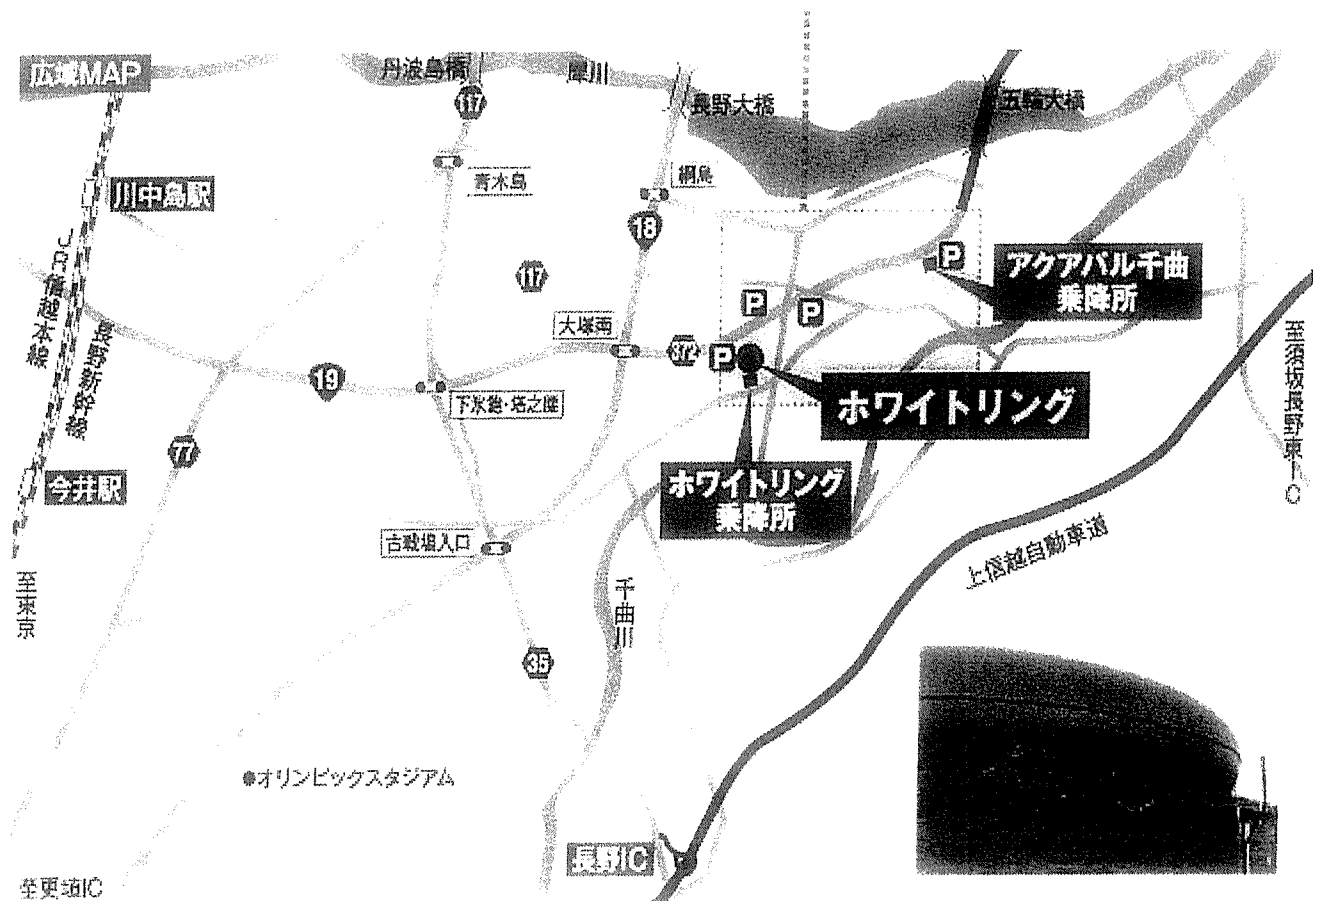 広域MAP
丹波島橋
犀川
117
長野大橋
五輪大橋
川中島駅
青木島
綱島
18
JR信越本線
117
P
アクアパル千曲
乗降所
長野新幹線
大塚南
P
P
372
P
19
下氷鉋・塔之腰
ホワイトリング
至須坂長野東IC
77
今井駅
ホワイトリング
乗降所
古戦場入口
上信越自動車道
至東京
千曲川
35
●オリンピックスタジアム
長野IC
至更埴IC